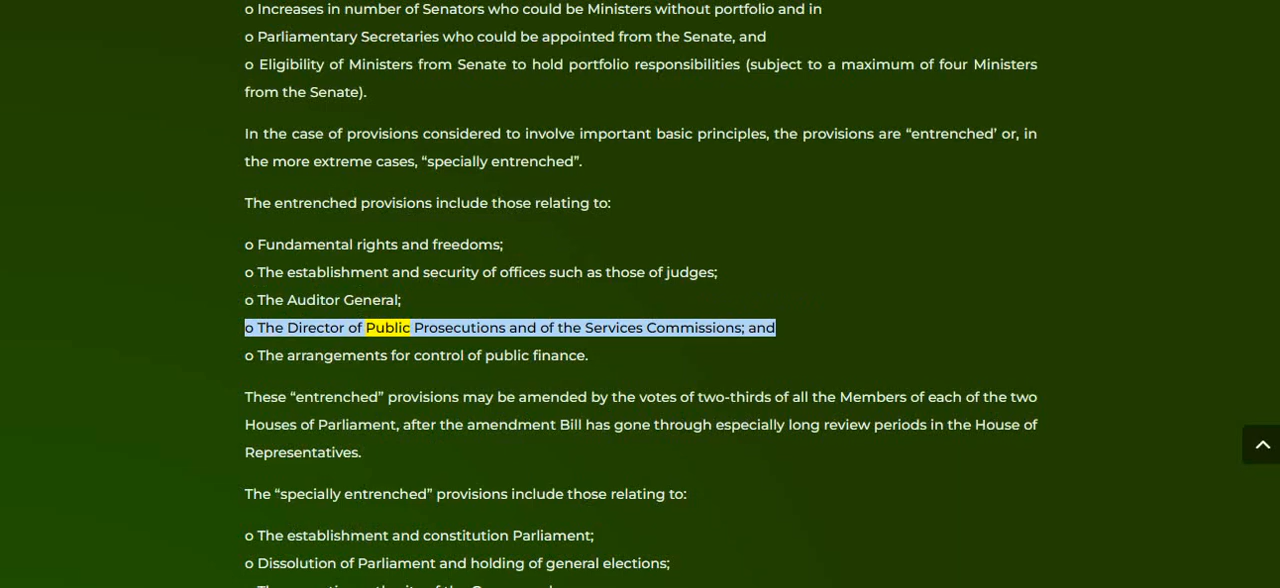 o Increases in number of Senators who could be Ministers without portfolio and in
o Parliamentary Secretaries who could be appointed from the Senate, and
o Eligibility of Ministers from Senate to hold portfolio responsibilities (subject to a maximum of four Ministers
from the Senate).
In the case of provisions considered to involve important basic principles, the provisions are “entrenched’ or, in
the more extreme cases, “specially entrenched”.
The entrenched provisions include those relating to:
o Fundamental rights and freedoms;
o The establishment and security of offices such as those of judges;
o The Auditor General;
o The Director of Public Prosecutions and of the Services Commissions; and
o The arrangements for control of public finance.
These “entrenched” provisions may be amended by the votes of two-thirds of all the Members of each of the two
Houses of Parliament, after the amendment Bill has gone through especially long review periods in the House of
Representatives.
The “specially entrenched” provisions include those relating to:
o The establishment and constitution Parliament;
o Dissolution of Parliament and holding of general elections;